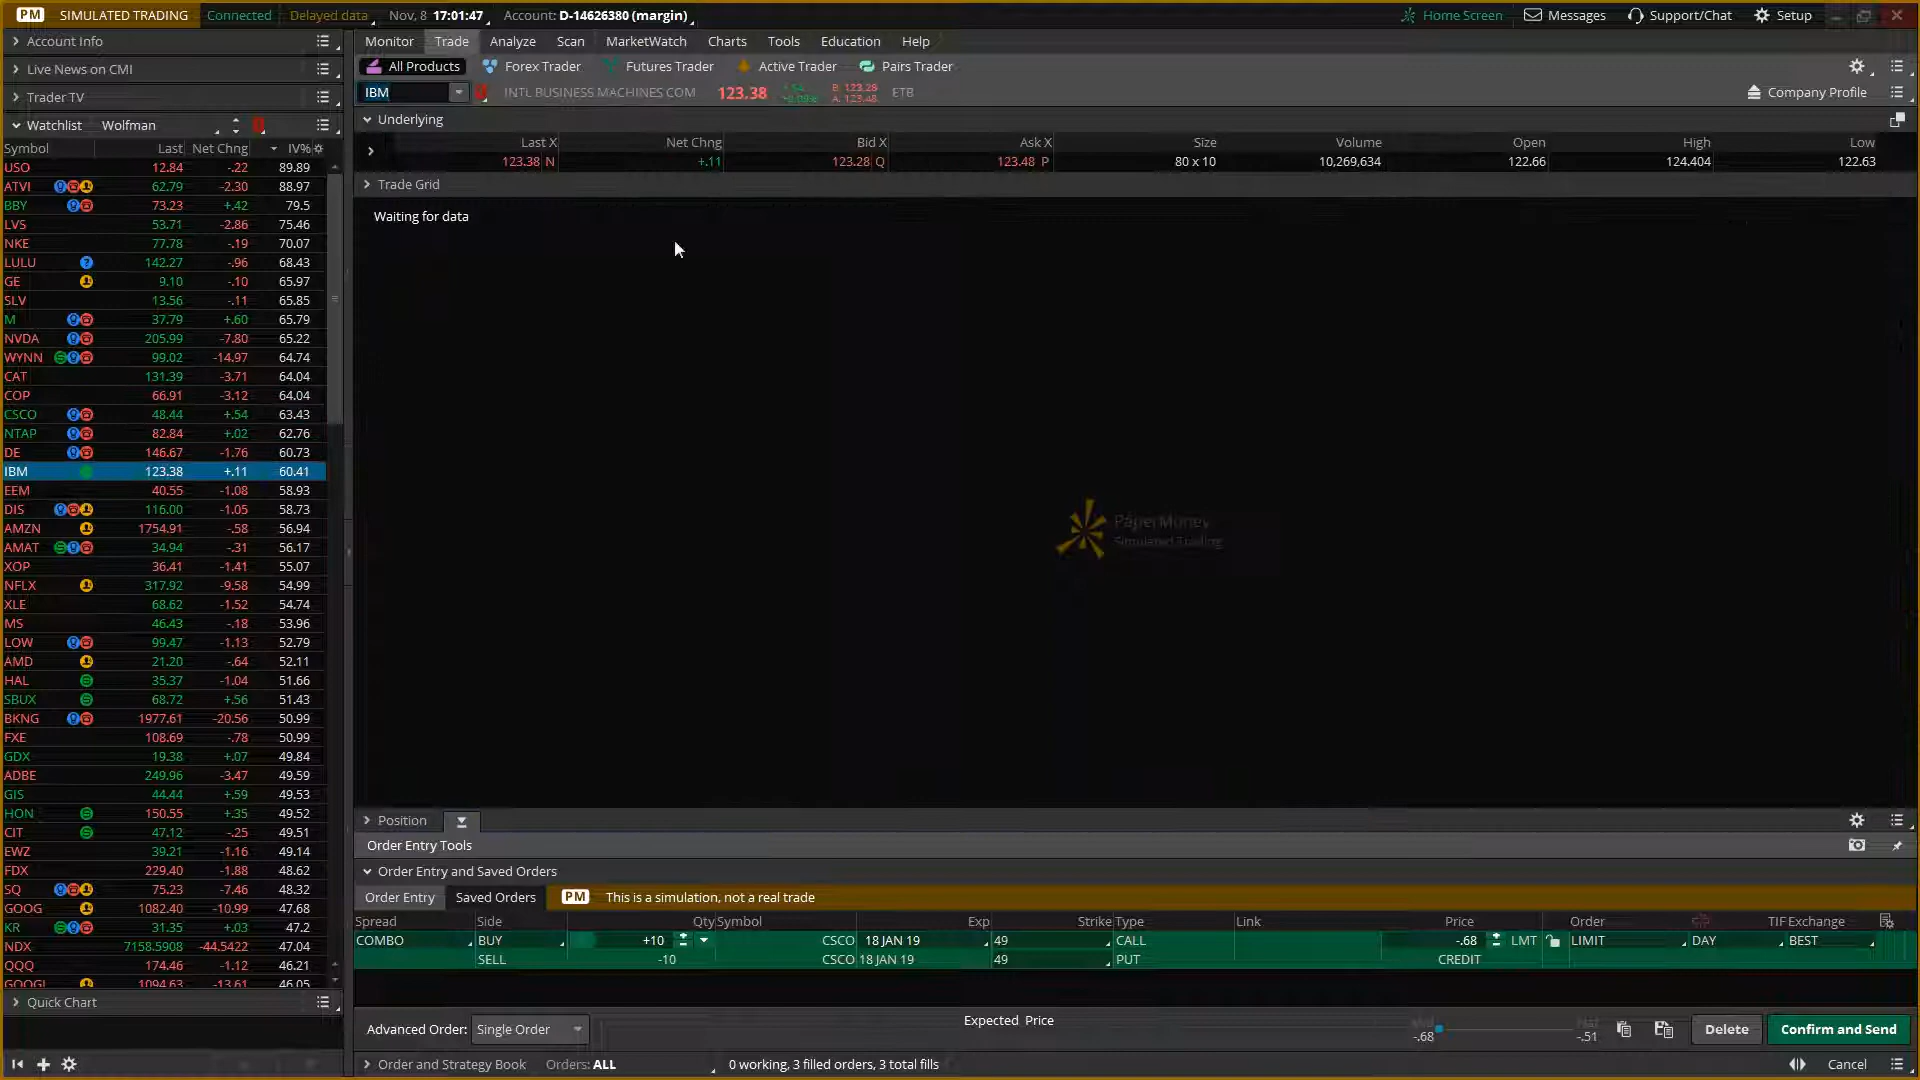 PM SIMULATED TRADING Connected Delayed data Nov, 8 17:01:47 Account: D-14626380 (margin) Home Screen Messages Support/Chat Setup
Account Info
Live News on CMI
Trader TV
Watchlist Wolfman
Symbol Last Net Chng IV%
USO 12.84 -.22 89.89
ATVI 62.79 -2.30 88.97
BBY 73.23 +.42 79.5
LVS 53.71 -2.86 75.46
NKE 77.78 -.19 70.07
LULU 142.27 -.96 68.43
GE 9.10 -.10 65.97
SLV 13.56 -.11 65.85
M 37.79 +.60 65.79
NVDA 205.99 -7.80 65.22
WYNN 99.02 -14.97 64.74
CAT 131.39 -3.71 64.04
COP 66.91 -3.12 64.04
CSCO 48.44 +.54 63.43
NTAP 82.84 +.02 62.76
DE 146.67 -1.76 60.73
IBM 123.38 +.11 60.41
EEM 40.55 -1.08 58.93
DIS 116.00 -1.05 58.73
AMZN 1754.91 -.58 56.94
AMAT 34.94 -.31 56.17
XOP 36.41 -1.41 55.07
NFLX 317.92 -9.58 54.99
XLE 68.62 -1.52 54.74
MS 46.43 -.18 53.96
LOW 99.47 -1.13 52.79
AMD 21.20 -.64 52.11
HAL 35.37 -1.04 51.66
SBUX 68.72 +.56 51.43
BKNG 1977.61 -20.56 50.99
FXE 108.69 -.78 50.99
GDX 19.38 +.07 49.84
ADBE 249.96 -3.47 49.59
GIS 44.44 +.59 49.53
HON 150.55 +.35 49.52
CIT 47.12 -.25 49.51
EWZ 39.21 -1.16 49.14
FDX 229.40 -1.88 48.62
SQ 75.23 -7.46 48.32
GOOG 1082.40 -10.99 47.68
KR 31.35 +.03 47.2
NDX 7158.5908 -44.5422 47.04
QQQ 174.46 -1.12 46.21
GOOGL 1094.63 -13.61 46.05
Quick Chart
Monitor Trade Analyze Scan MarketWatch Charts Tools Education Help
All Products Forex Trader Futures Trader Active Trader Pairs Trader
IBM INTL BUSINESS MACHINES COM 123.38 B: 123.28 A: 123.48 ETB Company Profile
Underlying
Last X Net Chng Bid X Ask X Size Volume Open High Low
123.38 N +.11 123.28 Q 123.48 P 80 x 10 10,269,634 122.66 124.404 122.63
Trade Grid
Waiting for data
PaperMoney
Simulated Trading
Position
Order Entry Tools
Order Entry and Saved Orders
Order Entry Saved Orders PM This is a simulation, not a real trade
Spread Side Qty Symbol Exp Strike Type Link Price Order TIF Exchange
COMBO BUY +10 CSCO 18 JAN 19 49 CALL -.68 LMT LIMIT DAY BEST
SELL -10 CSCO 18 JAN 19 49 PUT CREDIT
Advanced Order: Single Order Expected Price -.68 -.51 Delete Confirm and Send
Order and Strategy Book Orders: ALL 0 working, 3 filled orders, 3 total fills Cancel